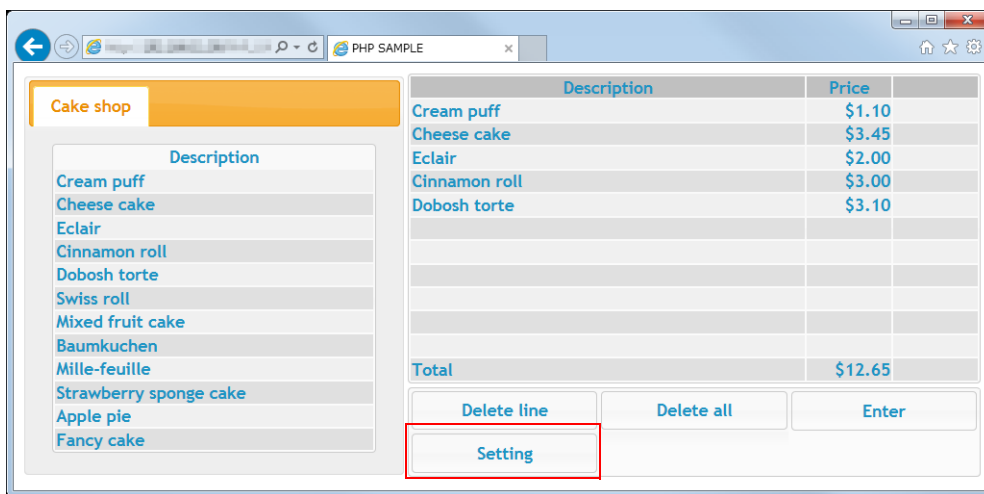 PHP SAMPLE
Cake shop
Description
Cream puff
Cheese cake
Eclair
Cinnamon roll
Dobosh torte
Swiss roll
Mixed fruit cake
Baumkuchen
Mille-feuille
Strawberry sponge cake
Apple pie
Fancy cake
Description Price
Cream puff $1.10
Cheese cake $3.45
Eclair $2.00
Cinnamon roll $3.00
Dobosh torte $3.10
Total $12.65
Delete line Delete all Enter
Setting